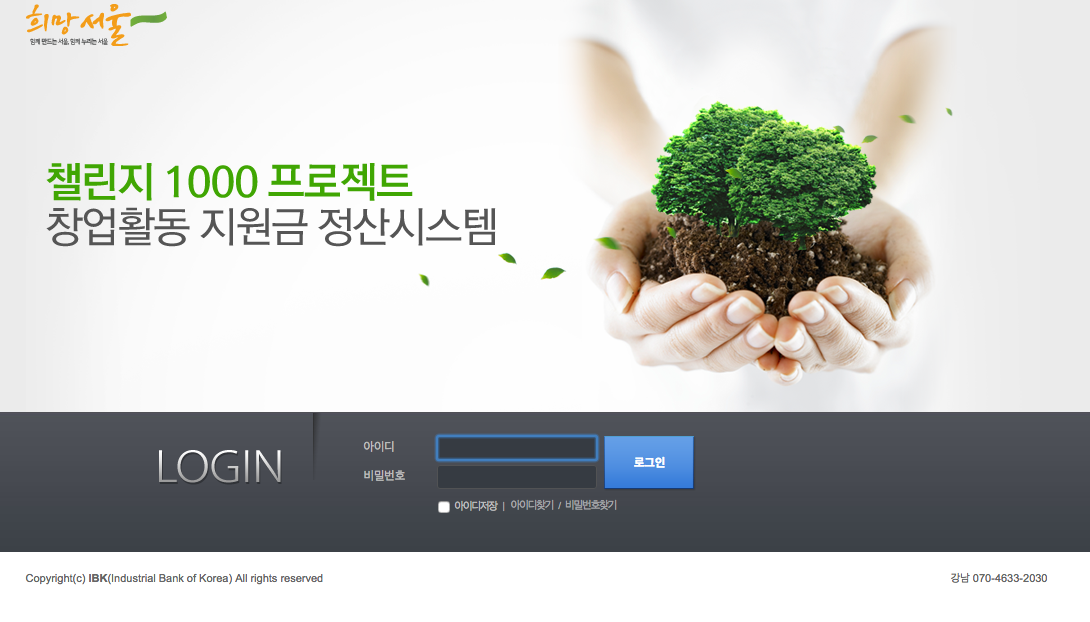 희망서울
함께 만드는 서울, 함께 누리는 서울
챌린지 1000 프로젝트
창업활동 지원금 정산시스템
LOGIN
아이디
비밀번호
로그인
아이디저장 | 아이디찾기 / 비밀번호찾기
Copyright(c) IBK(Industrial Bank of Korea) All rights reserved
강남 070-4633-2030